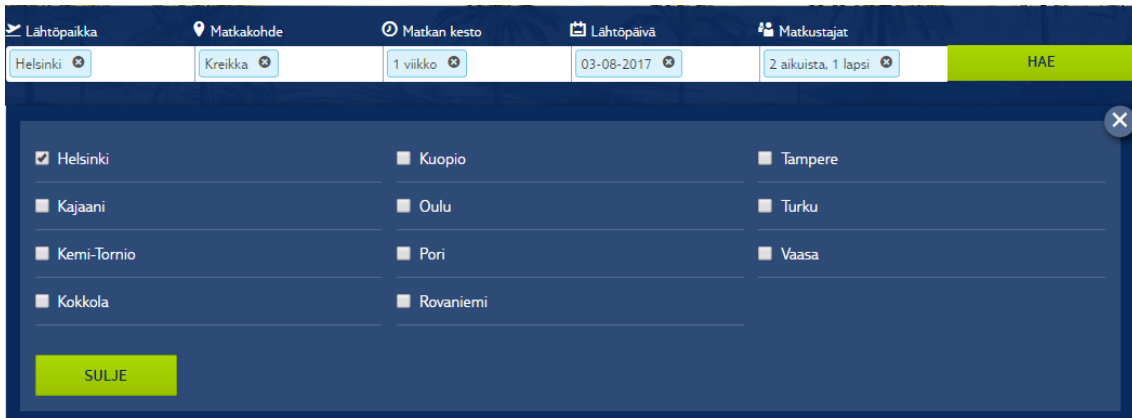 Lähtöpaikka Matkakohde Matkan kesto Lähtöpäivä Matkustajat
Helsinki Kreikka 1 viikko 03-08-2017 2 aikuista, 1 lapsi HAE
Helsinki Kuopio Tampere
Kajaani Oulu Turku
Kemi-Tornio Pori Vaasa
Kokkola Rovaniemi
SULJE